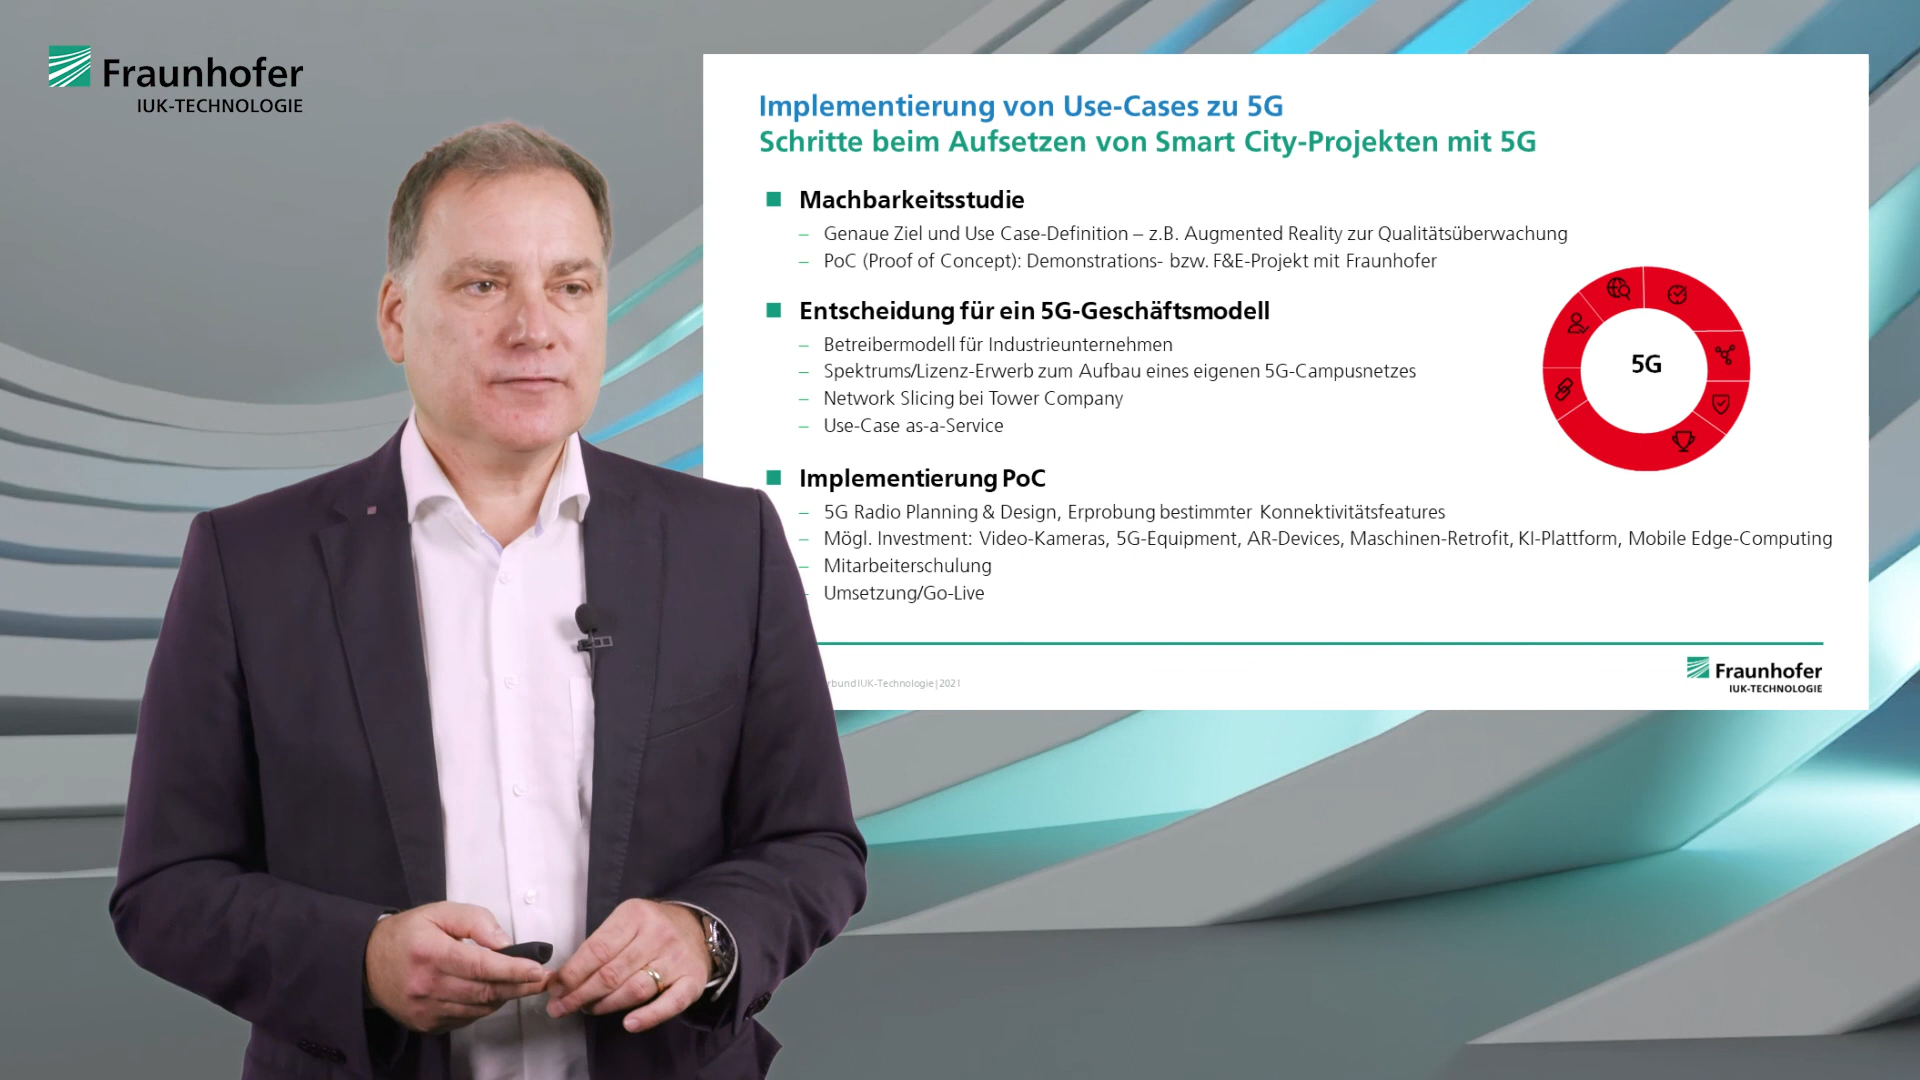 Fraunhofer
IUK-TECHNOLOGIE
Implementierung von Use-Cases zu 5G
Schritte beim Aufsetzen von Smart City-Projekten mit 5G
Machbarkeitsstudie
– Genaue Ziel und Use Case-Definition – z.B. Augmented Reality zur Qualitätsüberwachung
– PoC (Proof of Concept): Demonstrations- bzw. F&E-Projekt mit Fraunhofer
Entscheidung für ein 5G-Geschäftsmodell
– Betreibermodell für Industrieunternehmen
– Spektrums/Lizenz-Erwerb zum Aufbau eines eigenen 5G-Campusnetzes
– Network Slicing bei Tower Company
– Use-Case as-a-Service
5G
Implementierung PoC
– 5G Radio Planning & Design, Erprobung bestimmter Konnektivitätsfeatures
– Mögl. Investment: Video-Kameras, 5G-Equipment, AR-Devices, Maschinen-Retrofit, KI-Plattform, Mobile Edge-Computing
– Mitarbeiterschulung
– Umsetzung/Go-Live
IUK-Technologie | 2021
Fraunhofer
IUK-TECHNOLOGIE